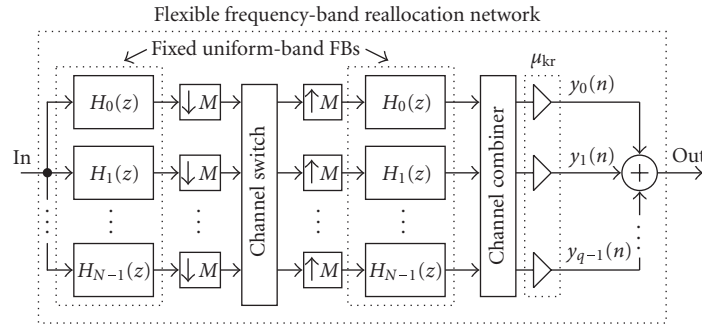 Flexible frequency-band reallocation network
Fixed uniform-band FBs
μkr
In
H0(z)
↓M
Channel switch
↑M
H0(z)
Channel combiner
y0(n)
H1(z)
↓M
↑M
H1(z)
y1(n)
+
Out
HN−1(z)
↓M
↑M
HN−1(z)
yq−1(n)